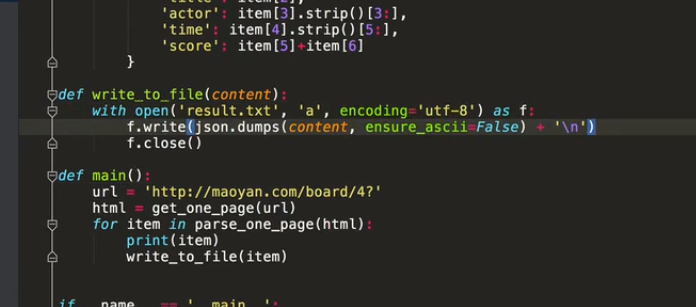 'title': item[2],
'actor': item[3].strip()[3:],
'time': item[4].strip()[5:],
'score': item[5]+item[6]
}
def write_to_file(content):
with open('result.txt', 'a', encoding='utf-8') as f:
f.write(json.dumps(content, ensure_ascii=False) + '\n')
f.close()
def main():
url = 'http://maoyan.com/board/4?'
html = get_one_page(url)
for item in parse_one_page(html):
print(item)
write_to_file(item)
if __name__ == '__main__':